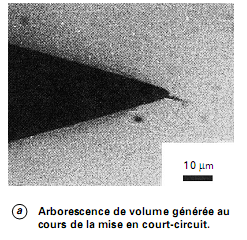 10 µm
a Arborescence de volume générée au
cours de la mise en court-circuit.